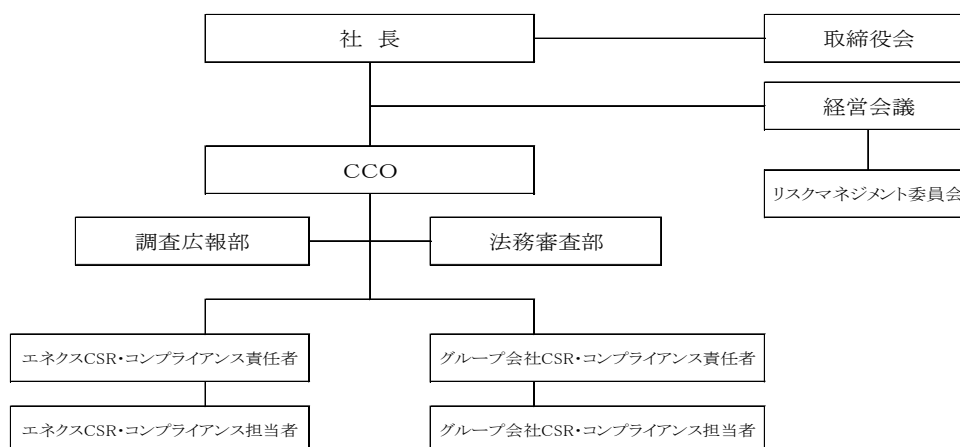 社 長
取締役会
経営会議
CCO
リスクマネジメント委員会
調査広報部
法務審査部
エネクスCSR・コンプライアンス責任者
グループ会社CSR・コンプライアンス責任者
エネクスCSR・コンプライアンス担当者
グループ会社CSR・コンプライアンス担当者